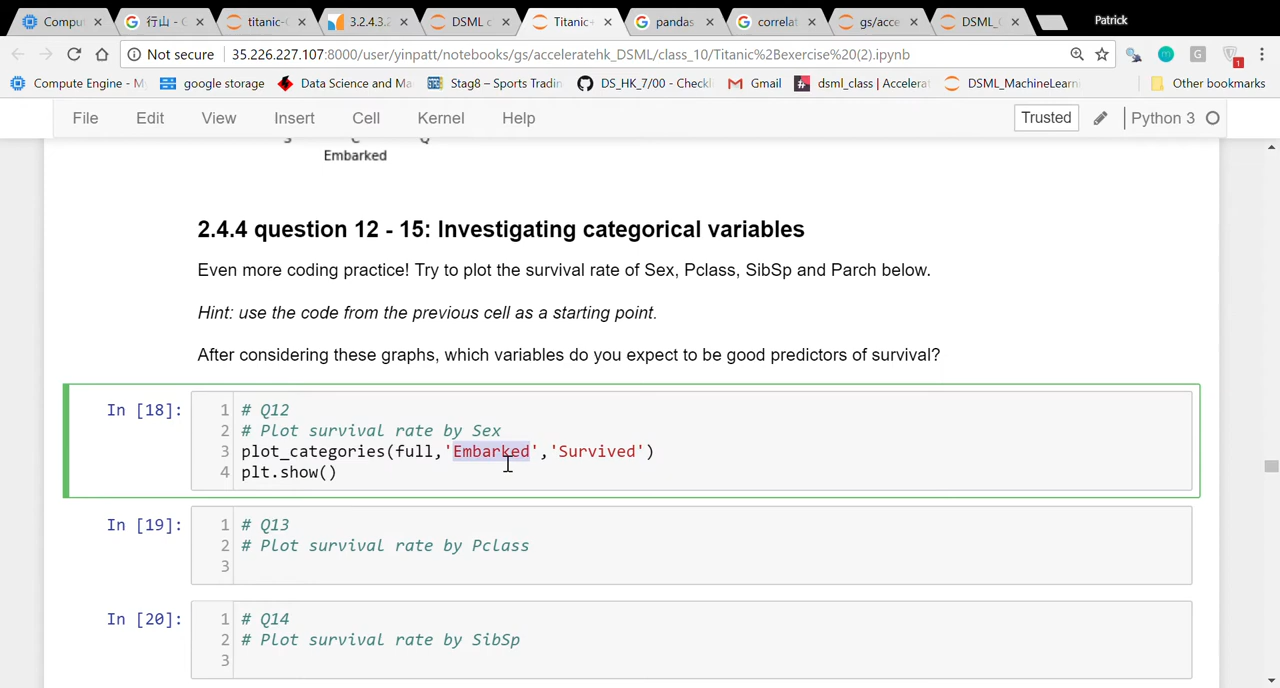 Patrick
Comput
行山 - G
titanic-
3.2.4.3.
DSML c
Titanic+
pandas
correlat
gs/acce
DSML_
Not secure 35.226.227.107:8000/user/yinpatt/notebooks/gs/acceleratehk_DSML/class_10/Titanic%2Bexercise%20(2).ipynb
Compute Engine - My google storage Data Science and Ma Stag8 – Sports Tradin DS_HK_7/00 - Checkli Gmail dsml_class | Accelerat DSML_MachineLearni Other bookmarks
File Edit View Insert Cell Kernel Help Trusted Python 3
S C Q
Embarked
2.4.4 question 12 - 15: Investigating categorical variables
Even more coding practice! Try to plot the survival rate of Sex, Pclass, SibSp and Parch below.
Hint: use the code from the previous cell as a starting point.
After considering these graphs, which variables do you expect to be good predictors of survival?
In [18]: 1 # Q12
2 # Plot survival rate by Sex
3 plot_categories(full,'Embarked','Survived')
4 plt.show()
In [19]: 1 # Q13
2 # Plot survival rate by Pclass
3
In [20]: 1 # Q14
2 # Plot survival rate by SibSp
3